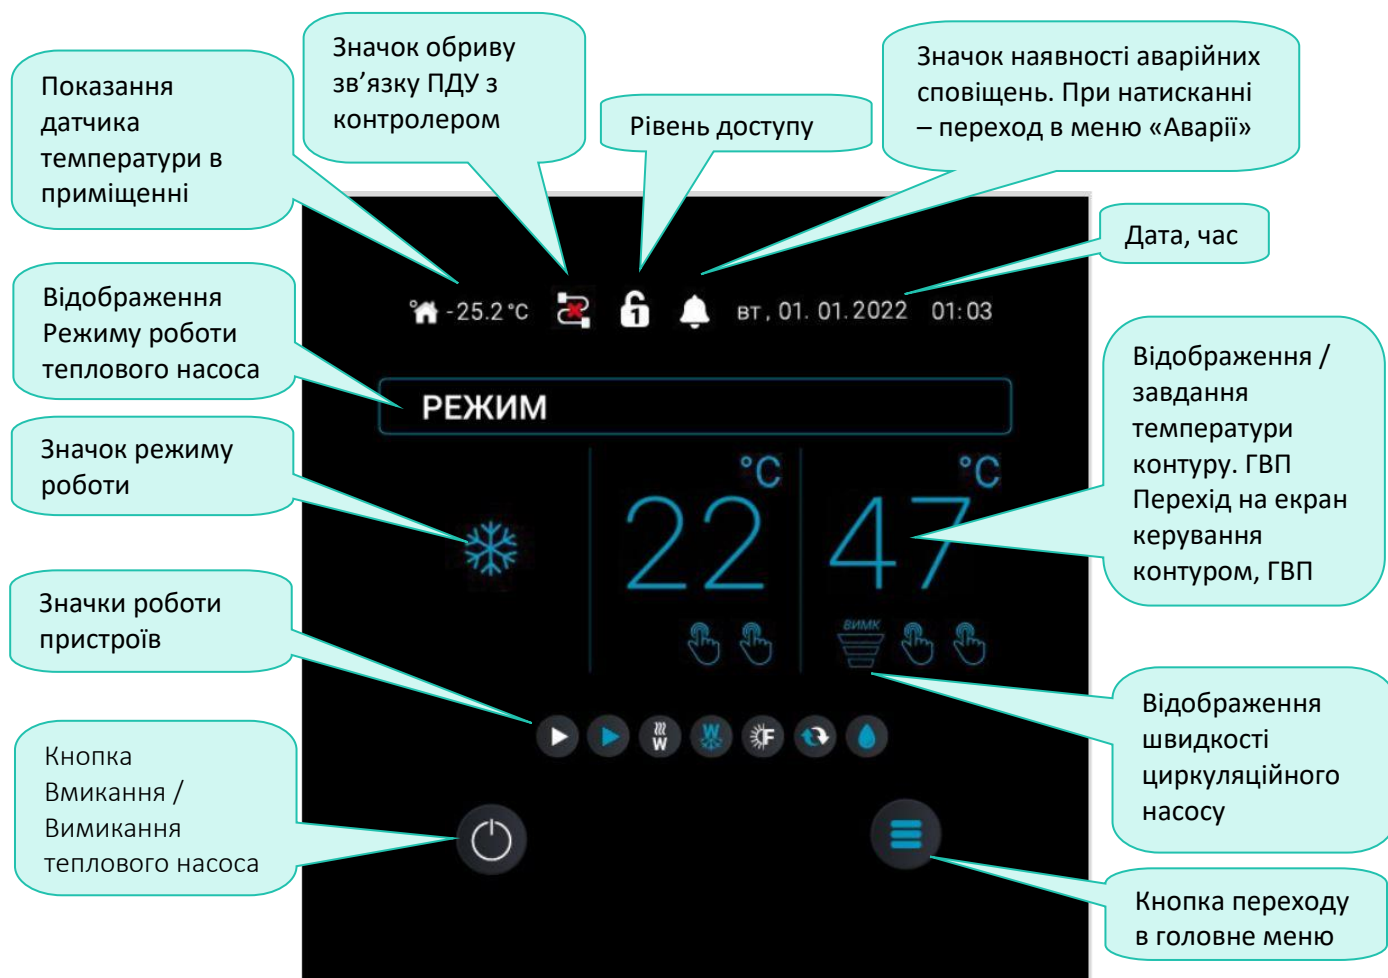 Показання
датчика
температури в
приміщенні
Значок обриву
зв’язку ПДУ з
контролером
Рівень доступу
Значок наявності аварійних
сповіщень. При натисканні
– переход в меню «Аварії»
Дата, час
-25.2°C
1
вт, 01. 01. 2022 01:03
Відображення
Режиму роботи
теплового насоса
РЕЖИМ
Відображення /
завдання
температури
контуру. ГВП
Перехід на екран
керування
контуром, ГВП
Значок режиму
роботи
22 °C
47 °C
ВИМК
Значки роботи
пристроїв
W
W
F
Відображення
швидкості
циркуляційного
насосу
Кнопка
Вмикання /
Вимикання
теплового насоса
Кнопка переходу
в головне меню